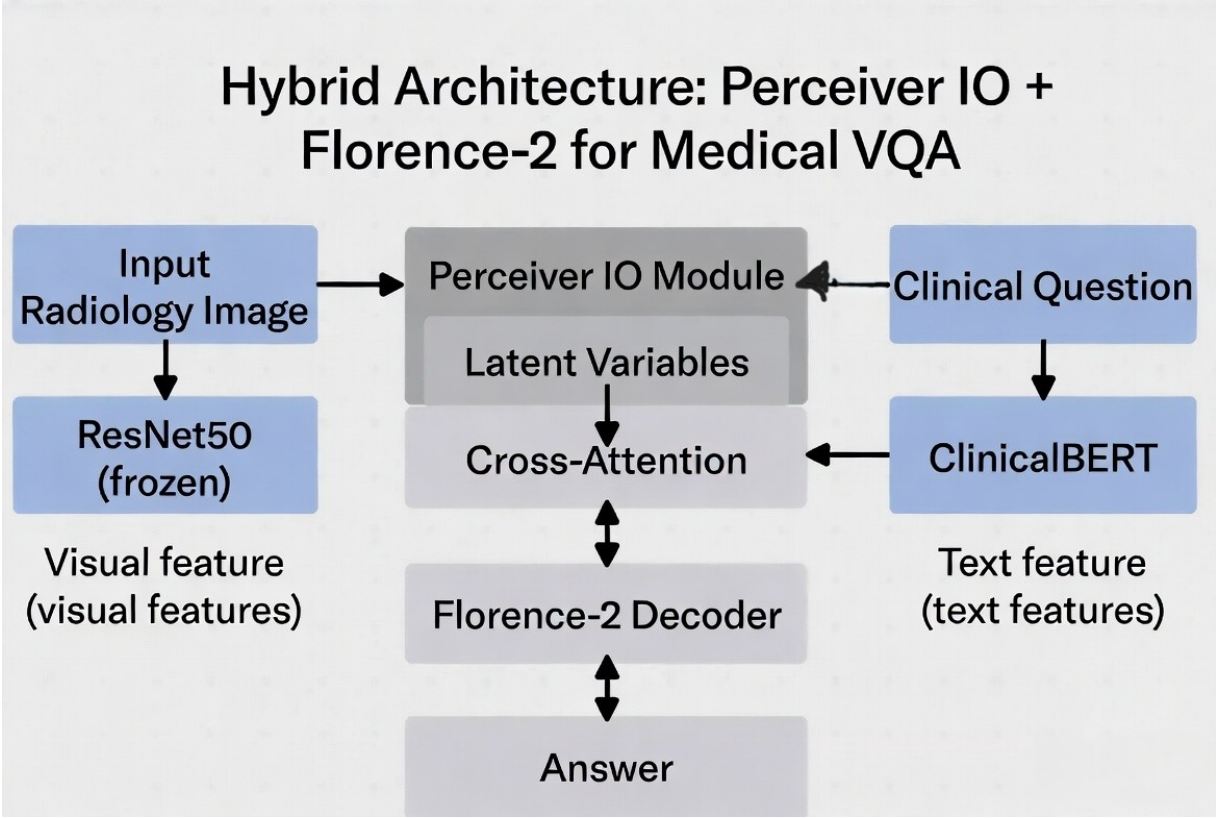 Hybrid Architecture: Perceiver IO +
Florence-2 for Medical VQA
Input
Radiology Image
Perceiver IO Module
Clinical Question
Latent Variables
ResNet50
(frozen)
Cross-Attention
ClinicalBERT
Visual feature
(visual features)
Text feature
(text features)
Florence-2 Decoder
Answer